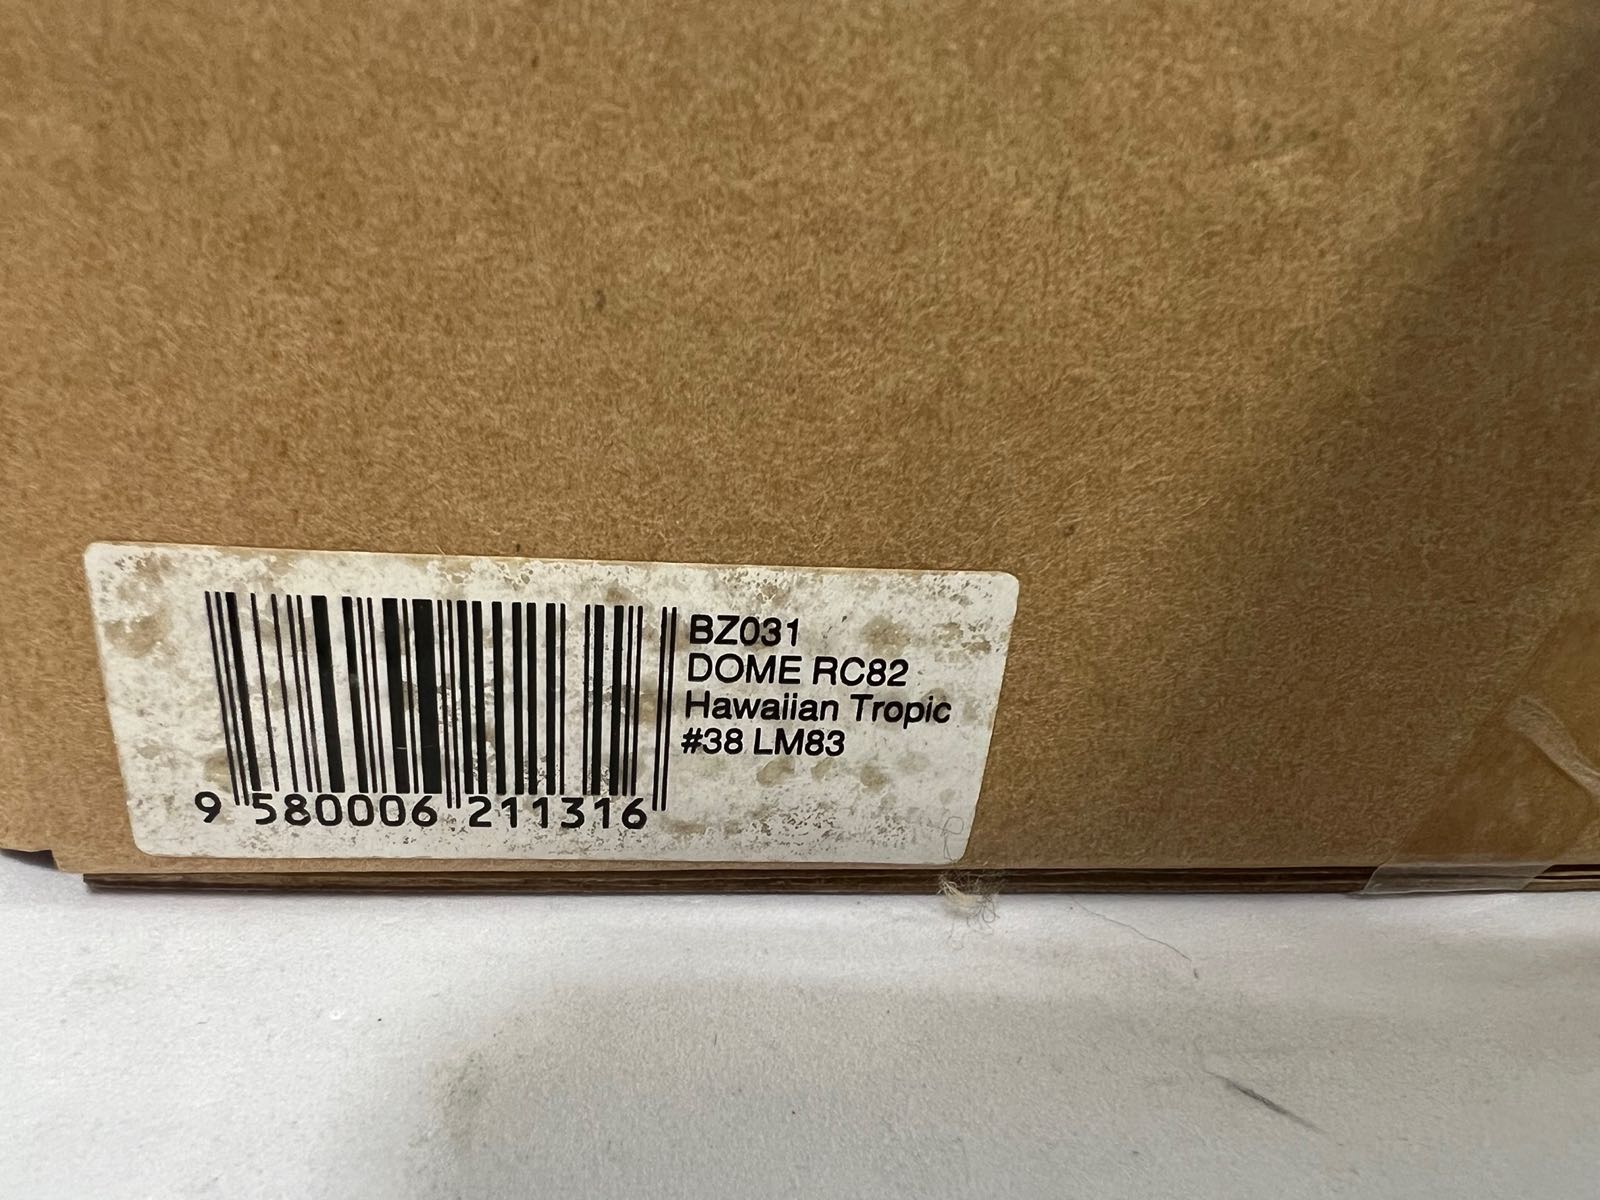 BZ031
DOME RC82
Hawaiian Tropic
#38 LM83
9 580006 211316